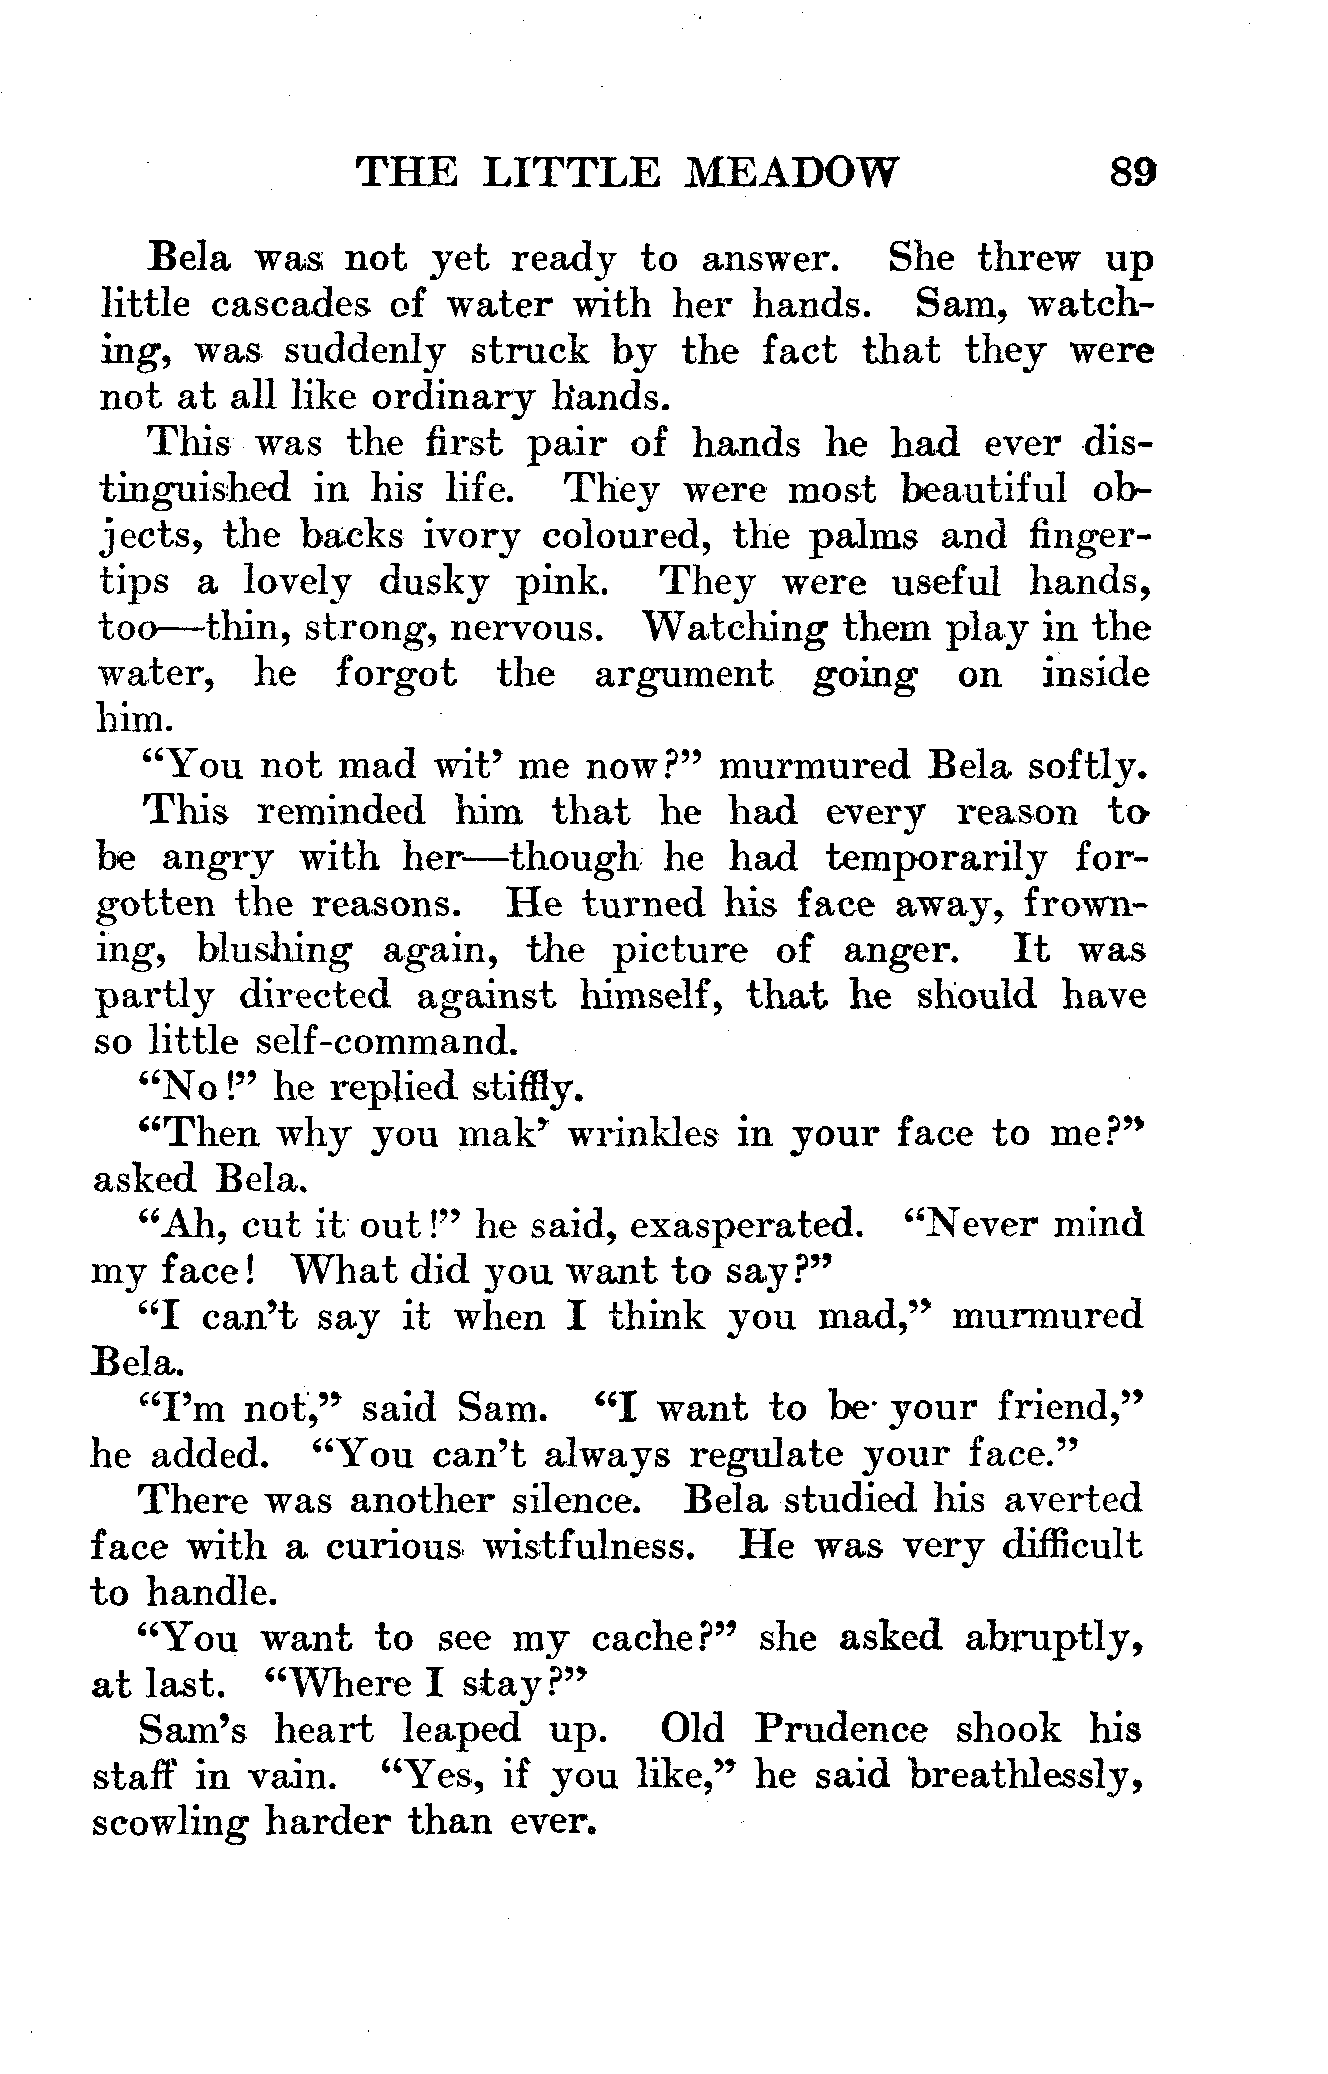 THE LITTLE MEADOW 89
Bela was not yet ready to answer. She threw up
little cascades of water with her hands. Sam, watch-
ing, was suddenly struck by the fact that they were
not at all like ordinary hands.
This was the first pair of hands he had ever dis-
tinguished in his life. They were most beautiful ob-
jects, the backs ivory coloured, the palms and finger-
tips a lovely dusky pink. They were useful hands,
too—thin, strong, nervous. Watching them play in the
water, he forgot the argument going on inside
him.
“You not mad wit’ me now?” murmured Bela softly.
This reminded him that he had every reason to
be angry with her—though he had temporarily for-
gotten the reasons. He turned his face away, frown-
ing, blushing again, the picture of anger. It was
partly directed against himself, that he should have
so little self-command.
“No!” he replied stiffly.
“Then why you mak’ wrinkles in your face to me?”
asked Bela.
“Ah, cut it out!” he said, exasperated. “Never mind
my face! What did you want to say?”
“I can’t say it when I think you mad,” murmured
Bela.
“I’m not,” said Sam. “I want to be your friend,”
he added. “You can’t always regulate your face.”
There was another silence. Bela studied his averted
face with a curious wistfulness. He was very difficult
to handle.
“You want to see my cache?” she asked abruptly,
at last. “Where I stay?”
Sam’s heart leaped up. Old Prudence shook his
staff in vain. “Yes, if you like,” he said breathlessly,
scowling harder than ever.